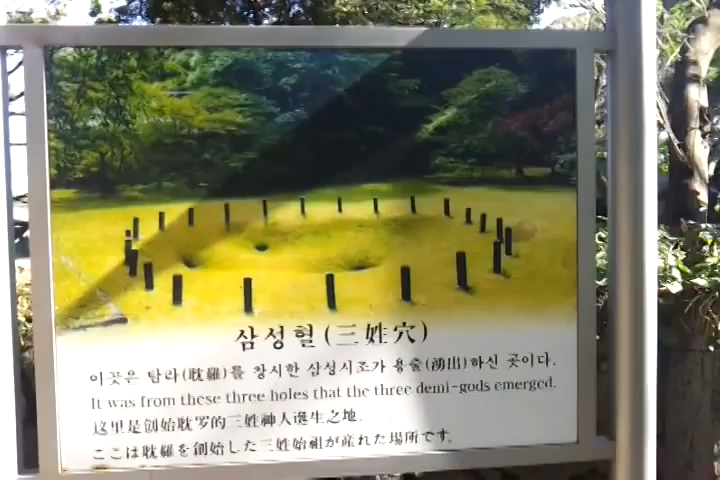 삼성혈(三姓穴)
이곳은 탐라(耽羅)를 창시한 삼성시조가 용출(湧出)하신 곳이다.
It was from these three holes that the three demi-gods emerged.
这里是创始耽罗的三姓神人诞生之地.
ここは耽羅を創始した三姓始祖が産れた場所です。